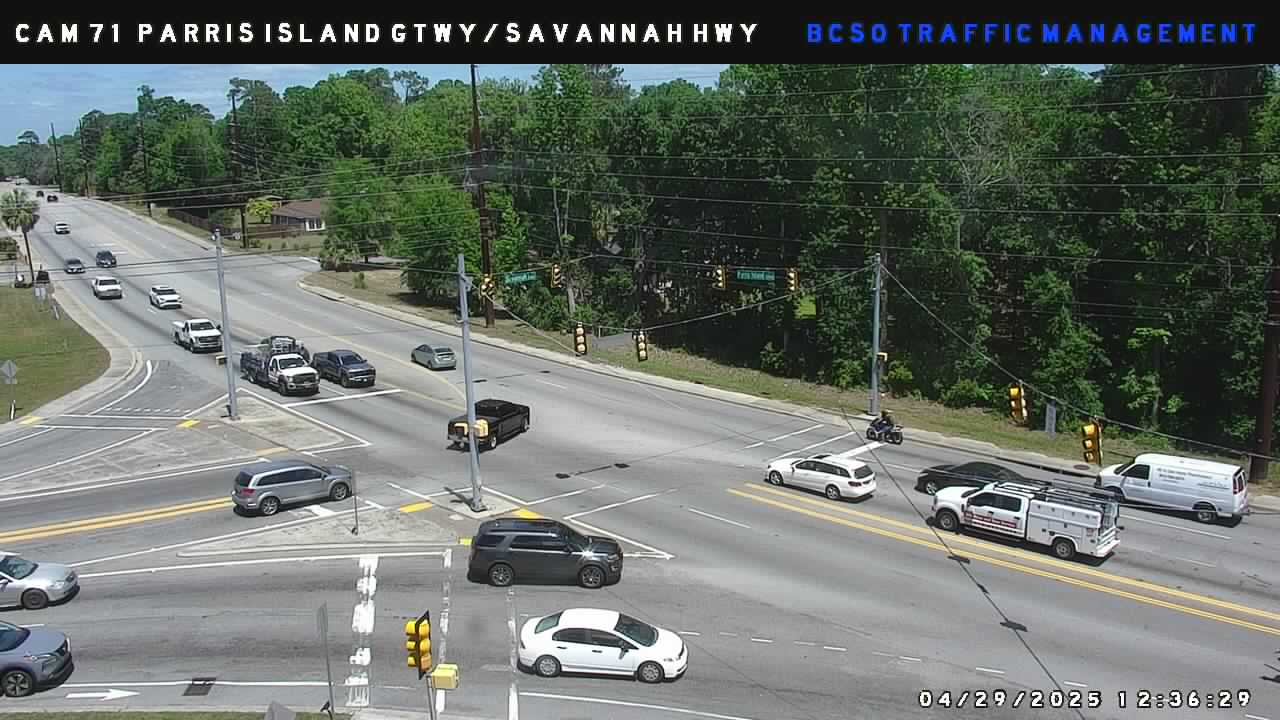 CAM 71 PARRIS ISLAND GTWY/SAVANNAH HWY
BCSO TRAFFIC MANAGEMENT
04/29/2025 12:36:29